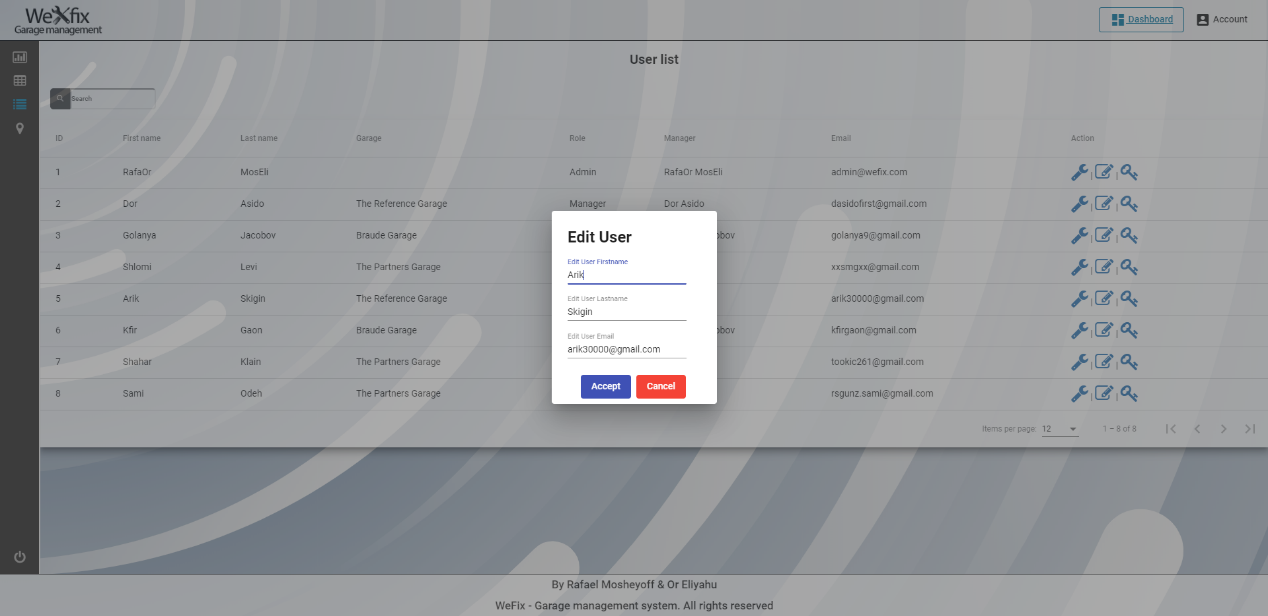 WeXfix
Garage management
Dashboard
Account
User list
Search
ID First name Last name Garage Role Manager Email Action
1 RafaOr MosEli Admin RafaOr MosEli admin@wefix.com
2 Dor Asido The Reference Garage Manager Dor Asido dasidofirst@gmail.com
3 Golanya Jacobov Braude Garage bov golanya9@gmail.com
4 Shlomi Levi The Partners Garage xxsmgxx@gmail.com
5 Arik Skigin The Reference Garage arik30000@gmail.com
6 Kfir Gaon Braude Garage bov kfirgaon@gmail.com
7 Shahar Klain The Partners Garage tookic261@gmail.com
8 Sami Odeh The Partners Garage rsgunz.sami@gmail.com
Items per page: 12 1 – 8 of 8
Edit User
Edit User Firstname
Arik
Edit User Lastname
Skigin
Edit User Email
arik30000@gmail.com
Accept Cancel
By Rafael Mosheyoff & Or Eliyahu
WeFix - Garage management system. All rights reserved